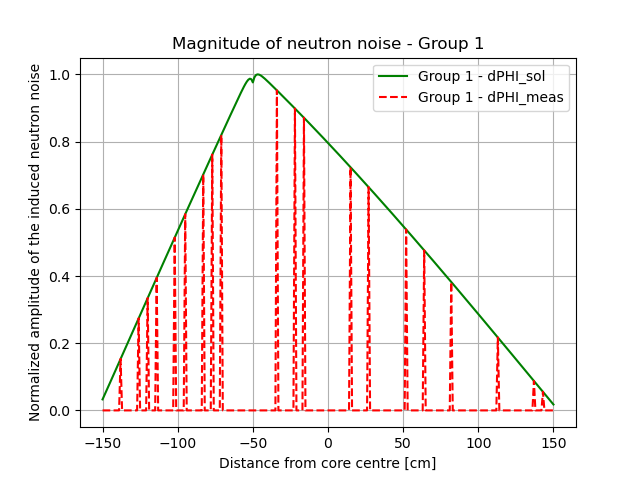 Magnitude of neutron noise - Group 1
Normalized amplitude of the induced neutron noise
1.0
0.8
0.6
0.4
0.2
0.0
Group 1 - dPHI_sol
Group 1 - dPHI_meas
−150
−100
−50
0
50
100
150
Distance from core centre [cm]